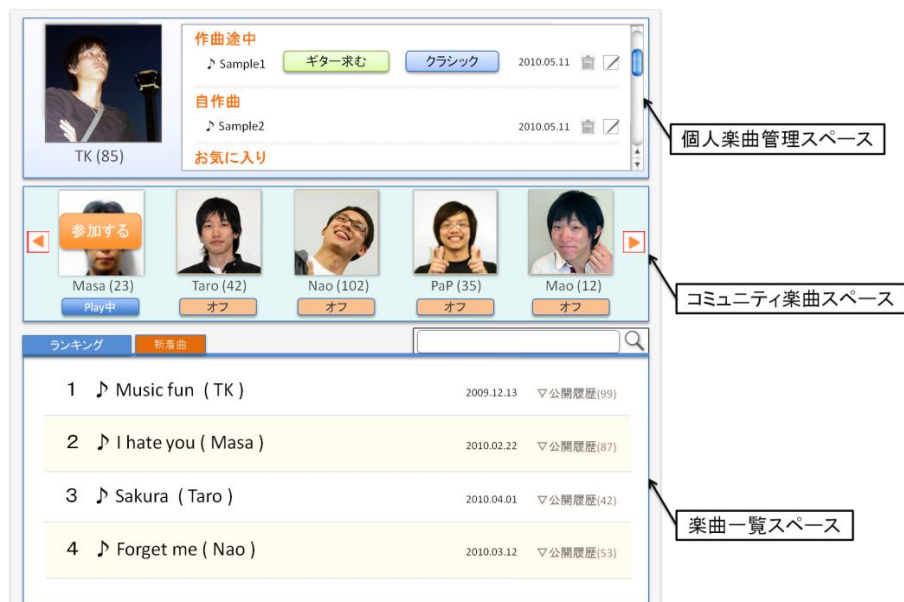 作曲途中
♪ Sample1 ギター求む クラシック 2010.05.11
自作曲
♪ Sample2 2010.05.11
お気に入り
TK (85)
個人楽曲管理スペース
参加する
Masa (23) Taro (42) Nao (102) PaP (35) Mao (12)
Play中 オフ オフ オフ オフ
コミュニティ楽曲スペース
ランキング 新着曲
1 ♪ Music fun ( TK ) 2009.12.13 ▽公開履歴(99)
2 ♪ I hate you ( Masa ) 2010.02.22 ▽公開履歴(87)
3 ♪ Sakura ( Taro ) 2010.04.01 ▽公開履歴(42)
4 ♪ Forget me ( Nao ) 2010.03.12 ▽公開履歴(53)
楽曲一覧スペース